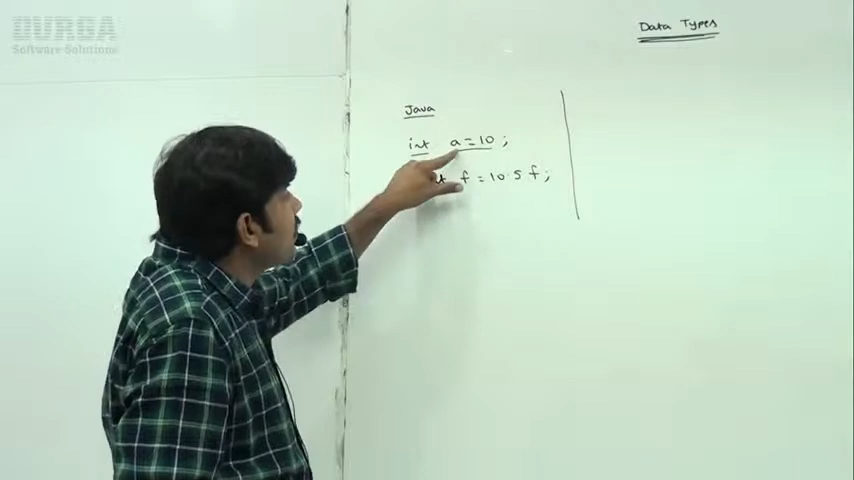 DURGA
Software Solutions
Data Types
Java
int a=10;
f = 10.5f;